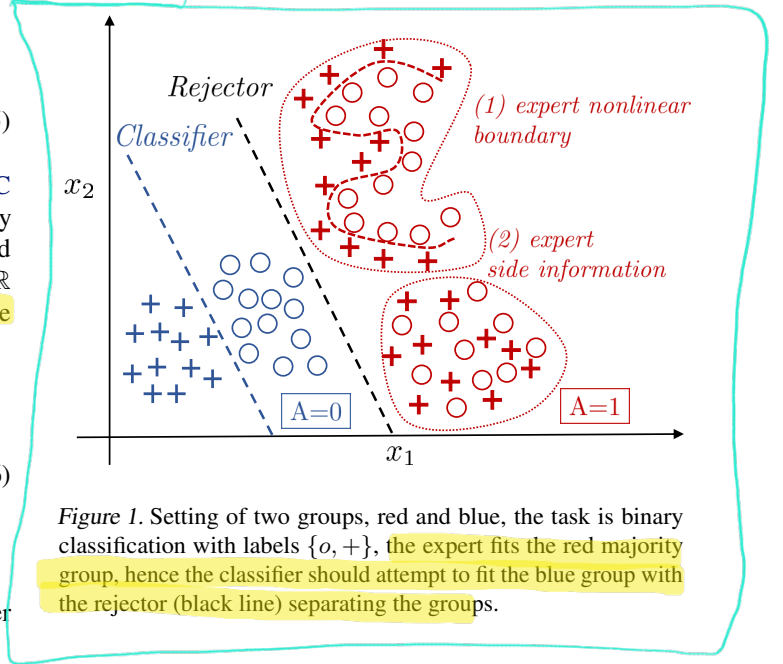 Rejector
(1) expert nonlinear
boundary
Classifier
x₂
(2) expert
side information
A=0
A=1
x₁
Figure 1. Setting of two groups, red and blue, the task is binary
classification with labels {o, +}, the expert fits the red majority
group, hence the classifier should attempt to fit the blue group with
the rejector (black line) separating the groups.